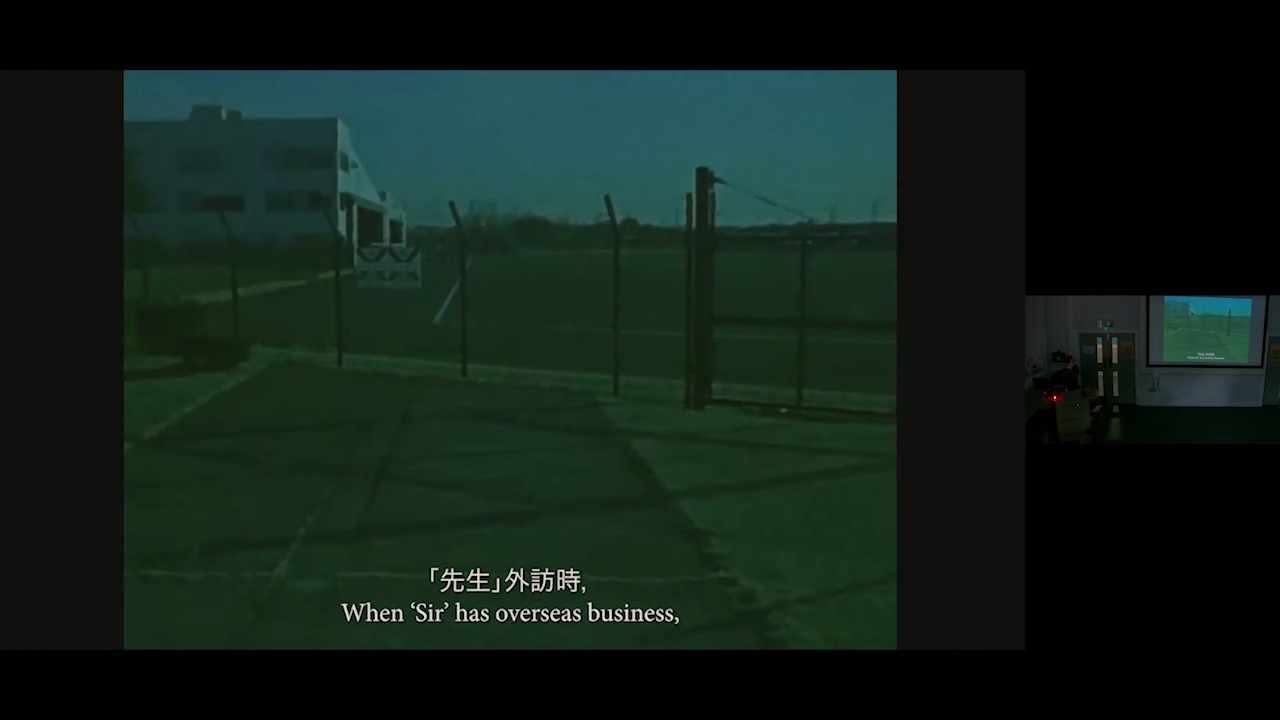 「先生」外訪時,
When ‘Sir’ has overseas business,